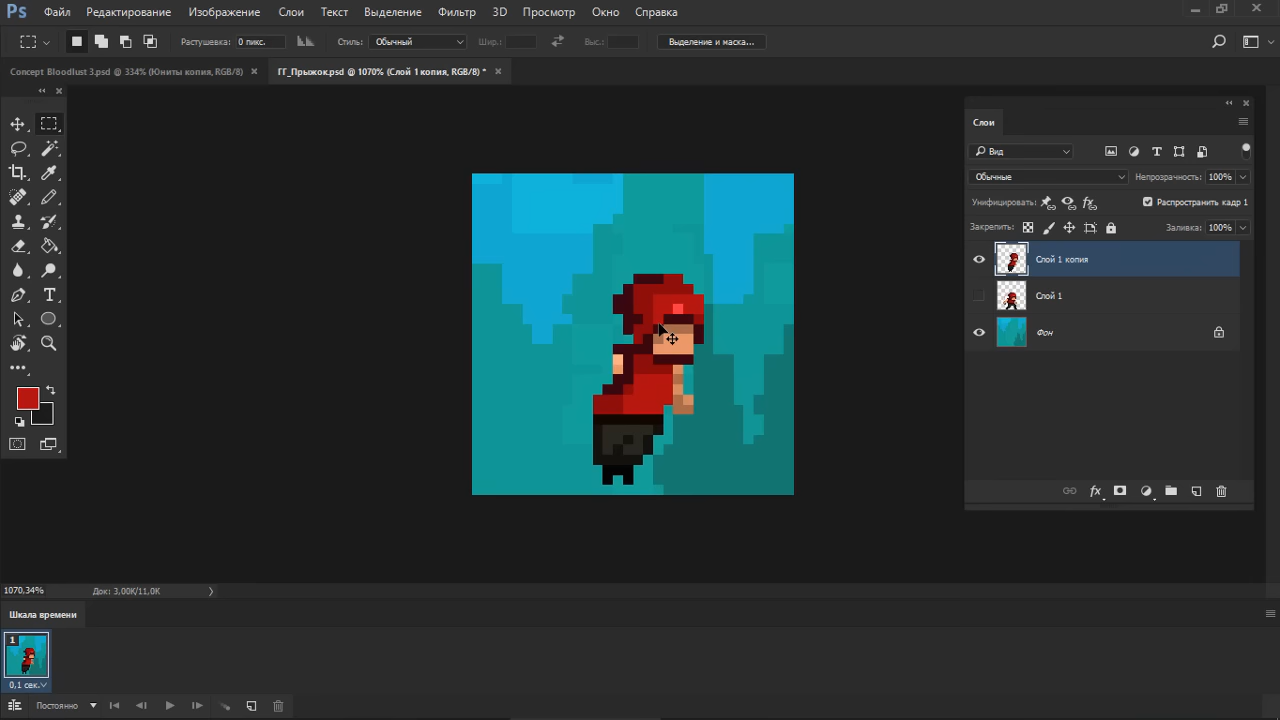 Ps Файл Редактирование Изображение Слои Текст Выделение Фильтр 3D Просмотр Окно Справка
Растушевка: 0 пикс. Стиль: Обычный Шир.: Выс.: Выделение и маска...
Concept Bloodlust 3.psd @ 334% (Юниты копия, RGB/8) ГГ_Прыжок.psd @ 1070% (Слой 1 копия, RGB/8) *
Слои
Вид
Обычные Непрозрачность: 100%
Унифицировать: Распространить кадр 1
Закрепить: Заливка: 100%
Слой 1 копия
Слой 1
Фон
fx
1070,34% Док: 3,00K/11,0K
Шкала времени
1
0,1 сек.
Постоянно